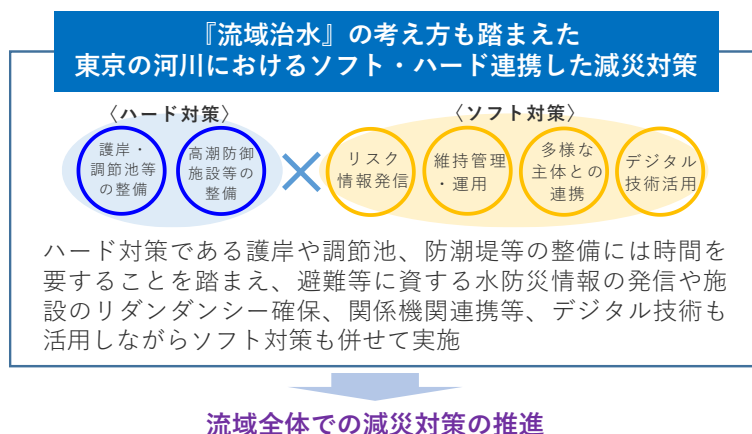 『流域治水』の考え方も踏まえた
東京の河川におけるソフト・ハード連携した減災対策
〈ハード対策〉
護岸・
調節池等
の整備
高潮防御
施設等の
整備
×
〈ソフト対策〉
リスク
情報発信
維持管理
・運用
多様な
主体との
連携
デジタル
技術活用
ハード対策である護岸や調節池、防潮堤等の整備には時間を
要することを踏まえ、避難等に資する水防災情報の発信や施
設のリダンダンシー確保、関係機関連携等、デジタル技術も
活用しながらソフト対策も併せて実施
流域全体での減災対策の推進